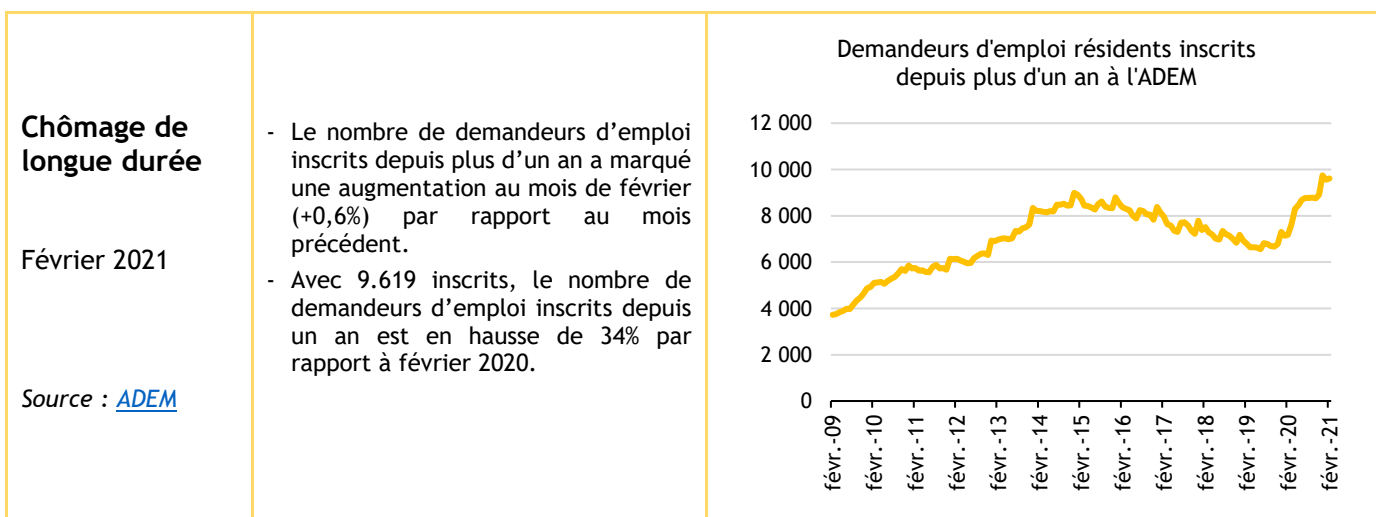 Chômage de
longue durée
Février 2021
Source : ADEM
- Le nombre de demandeurs d’emploi
inscrits depuis plus d’un an a marqué
une augmentation au mois de février
(+0,6%) par rapport au mois
précédent.
- Avec 9.619 inscrits, le nombre de
demandeurs d’emploi inscrits depuis
un an est en hausse de 34% par
rapport à février 2020.
Demandeurs d'emploi résidents inscrits
depuis plus d'un an à l'ADEM
12 000
10 000
8 000
6 000
4 000
2 000
0
févr.-09
févr.-10
févr.-11
févr.-12
févr.-13
févr.-14
févr.-15
févr.-16
févr.-17
févr.-18
févr.-19
févr.-20
févr.-21